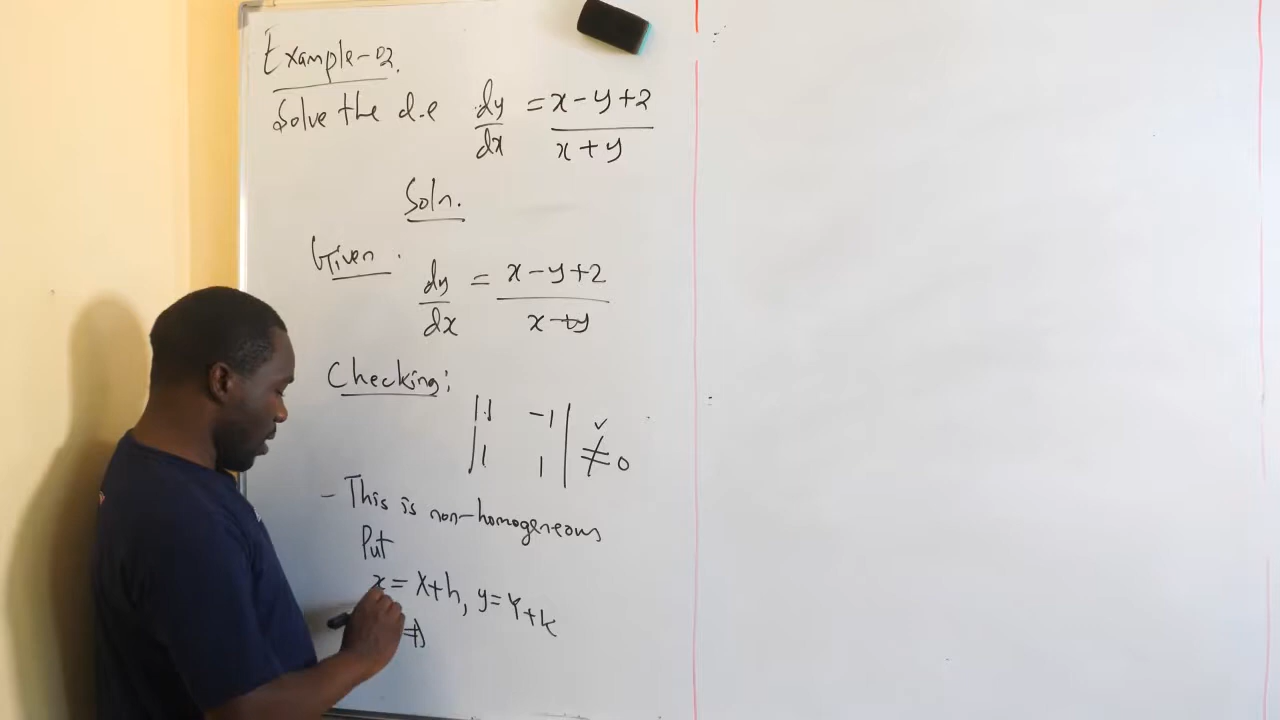 Example-02.
Solve the d.e dy/dx = x-y+2/x+y
Soln.
Given.
dy/dx = x-y+2/x+y
Checking:
|1 -1|
|1 1| ≠ 0
- This is non-homogeneous
Put
x = X+h, y = Y+k
⇒